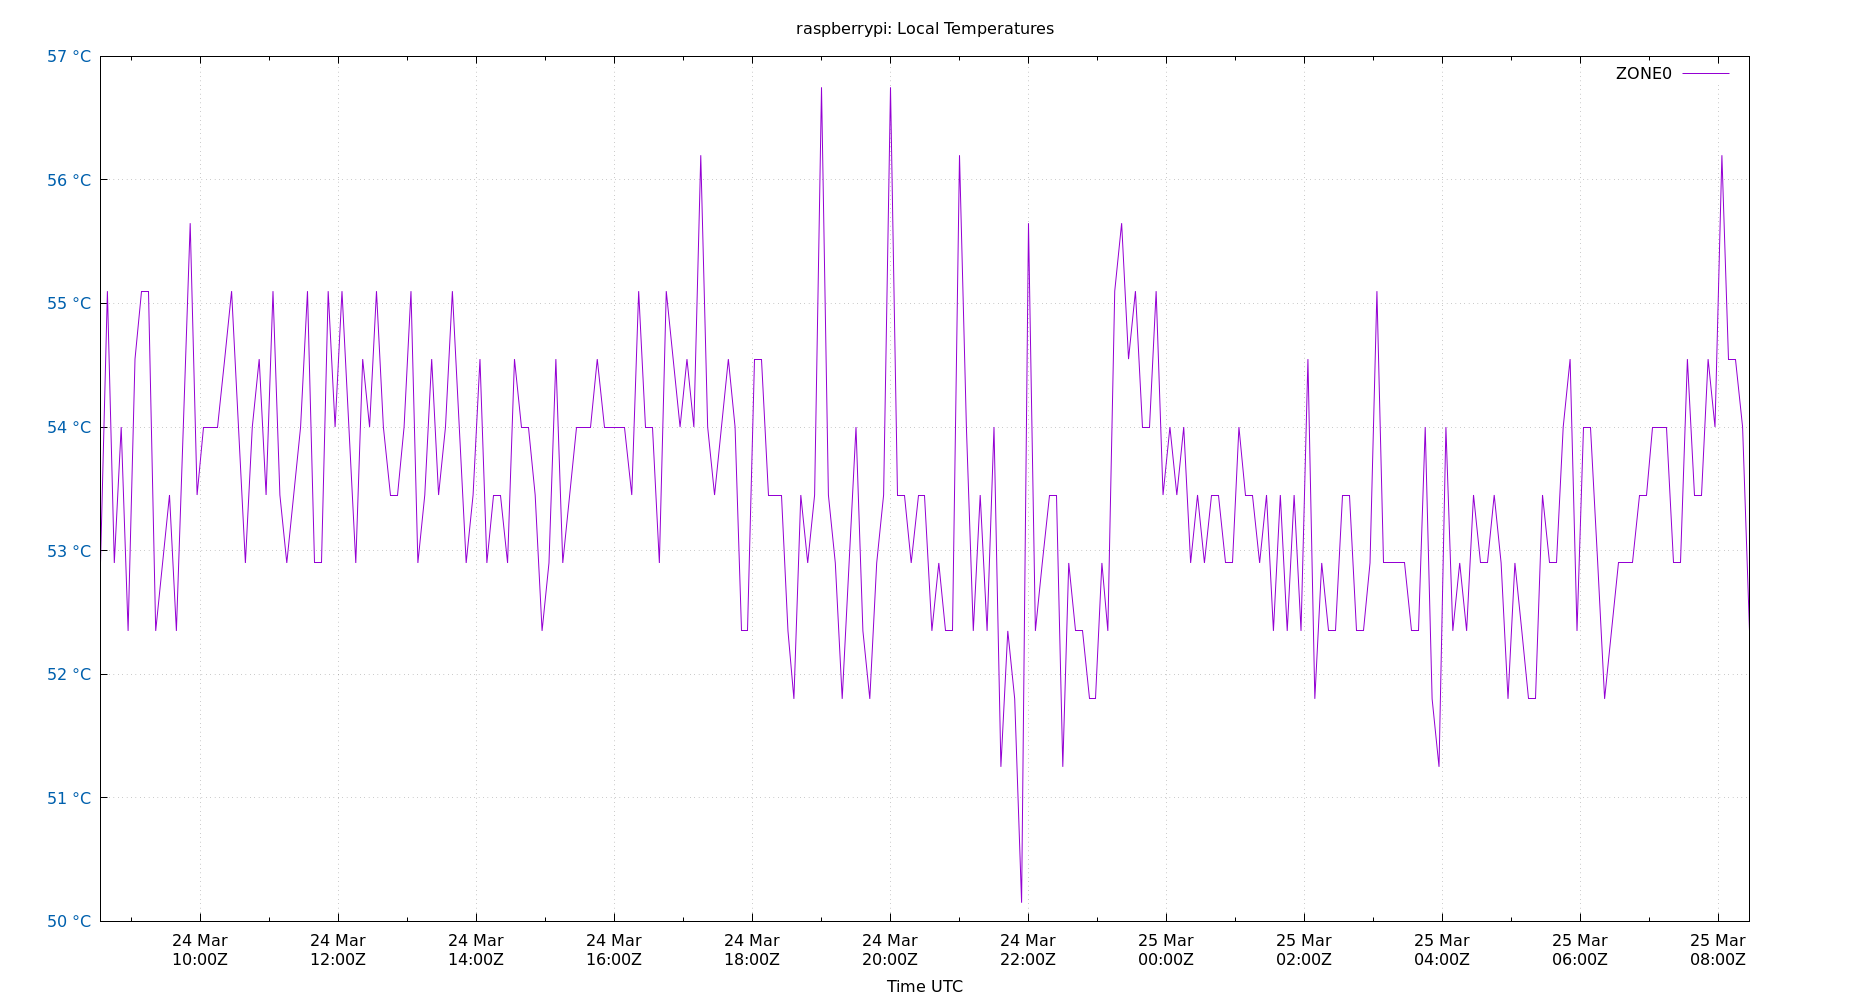 raspberrypi: Local Temperatures
57 °C
ZONE0
56 °C
55 °C
54 °C
53 °C
52 °C
51 °C
50 °C
24 Mar 24 Mar 24 Mar 24 Mar 24 Mar 24 Mar 24 Mar 25 Mar 25 Mar 25 Mar 25 Mar 25 Mar
10:00Z 12:00Z 14:00Z 16:00Z 18:00Z 20:00Z 22:00Z 00:00Z 02:00Z 04:00Z 06:00Z 08:00Z
Time UTC